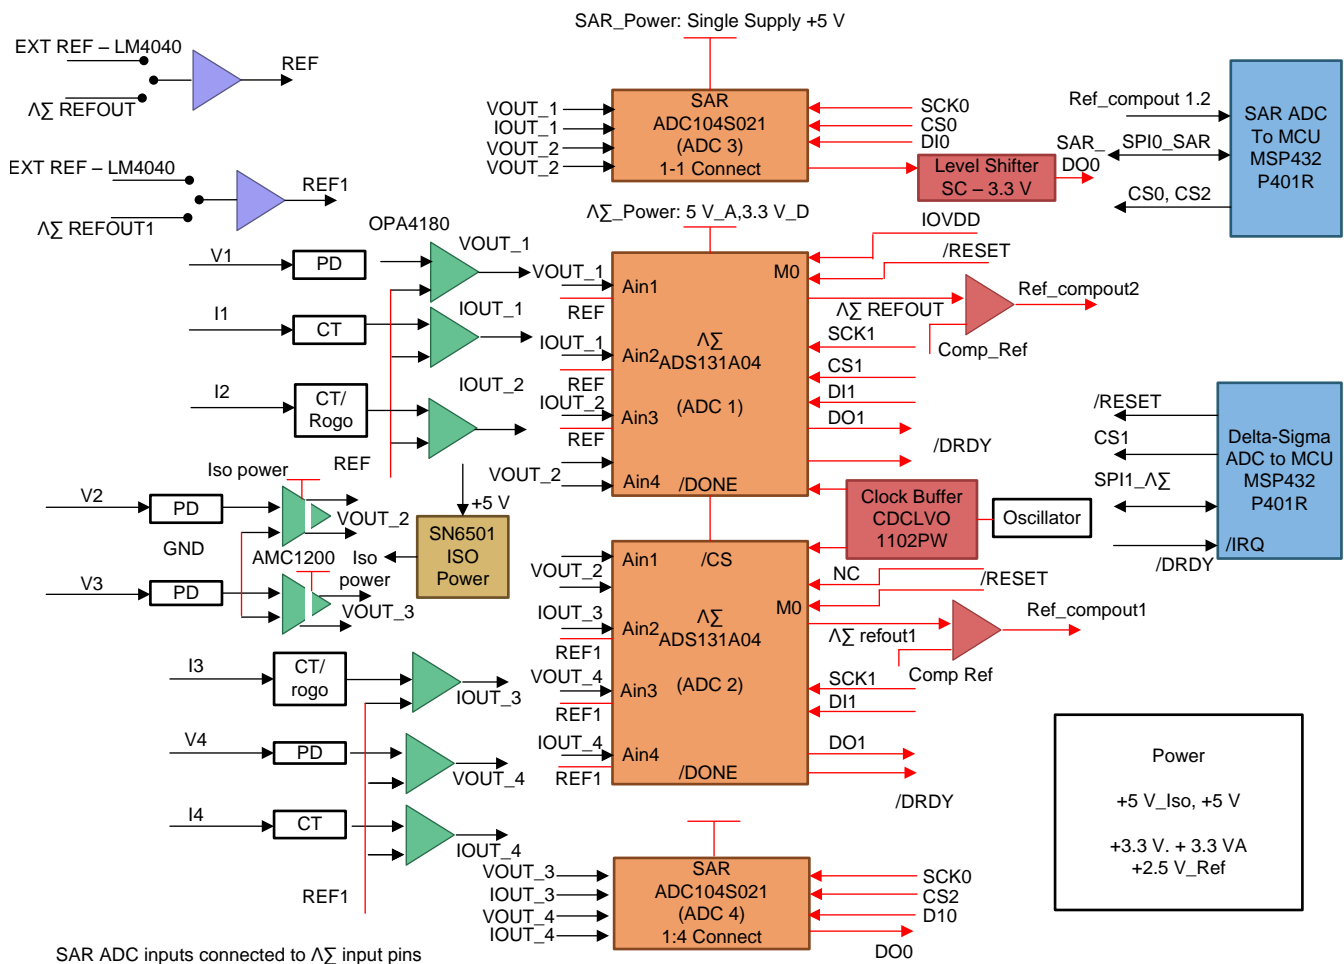 SAR_Power: Single Supply +5 V
EXT REF – LM4040
REF
ΛΣ REFOUT
EXT REF – LM4040
REF1
ΛΣ REFOUT1
VOUT_1
IOUT_1
VOUT_2
VOUT_2
SAR
ADC104S021
(ADC 3)
1-1 Connect
SCK0
CS0
DI0
Level Shifter
SC – 3.3 V
SAR_
DO0
Ref_compout 1.2
SPI0_SAR
CS0, CS2
SAR ADC
To MCU
MSP432
P401R
ΛΣ_Power: 5 V_A,3.3 V_D
OPA4180
V1
PD
VOUT_1
I1
CT
IOUT_1
I2
CT/
Rogo
IOUT_2
REF
VOUT_1
REF
IOUT_1
REF
IOUT_2
REF
VOUT_2
Ain1
Ain2
Ain3
Ain4
M0
ΛΣ
ADS131A04
(ADC 1)
/DONE
IOVDD
/RESET
ΛΣ REFOUT
Ref_compout2
Comp_Ref
SCK1
CS1
DI1
DO1
/DRDY
/RESET
CS1
SPI1_ΛΣ
/DRDY
Delta-Sigma
ADC to MCU
MSP432
P401R
/IRQ
Clock Buffer
CDCLVO
1102PW
Oscillator
Iso power
V2
PD
VOUT_2
GND
AMC1200
V3
PD
VOUT_3
+5 V
SN6501
ISO
Power
Iso
power
VOUT_2
IOUT_3
REF1
VOUT_4
REF1
IOUT_4
REF1
Ain1
Ain2
Ain3
Ain4
/CS
M0
ΛΣ
ADS131A04
(ADC 2)
/DONE
NC
/RESET
ΛΣ refout1
Ref_compout1
Comp Ref
SCK1
DI1
DO1
/DRDY
I3
CT/
rogo
IOUT_3
V4
PD
VOUT_4
I4
CT
IOUT_4
REF1
VOUT_3
IOUT_3
VOUT_4
IOUT_4
SAR
ADC104S021
(ADC 4)
1:4 Connect
SCK0
CS2
D10
DO0
Power
+5 V_Iso, +5 V
+3.3 V. + 3.3 VA
+2.5 V_Ref
SAR ADC inputs connected to ΛΣ input pins